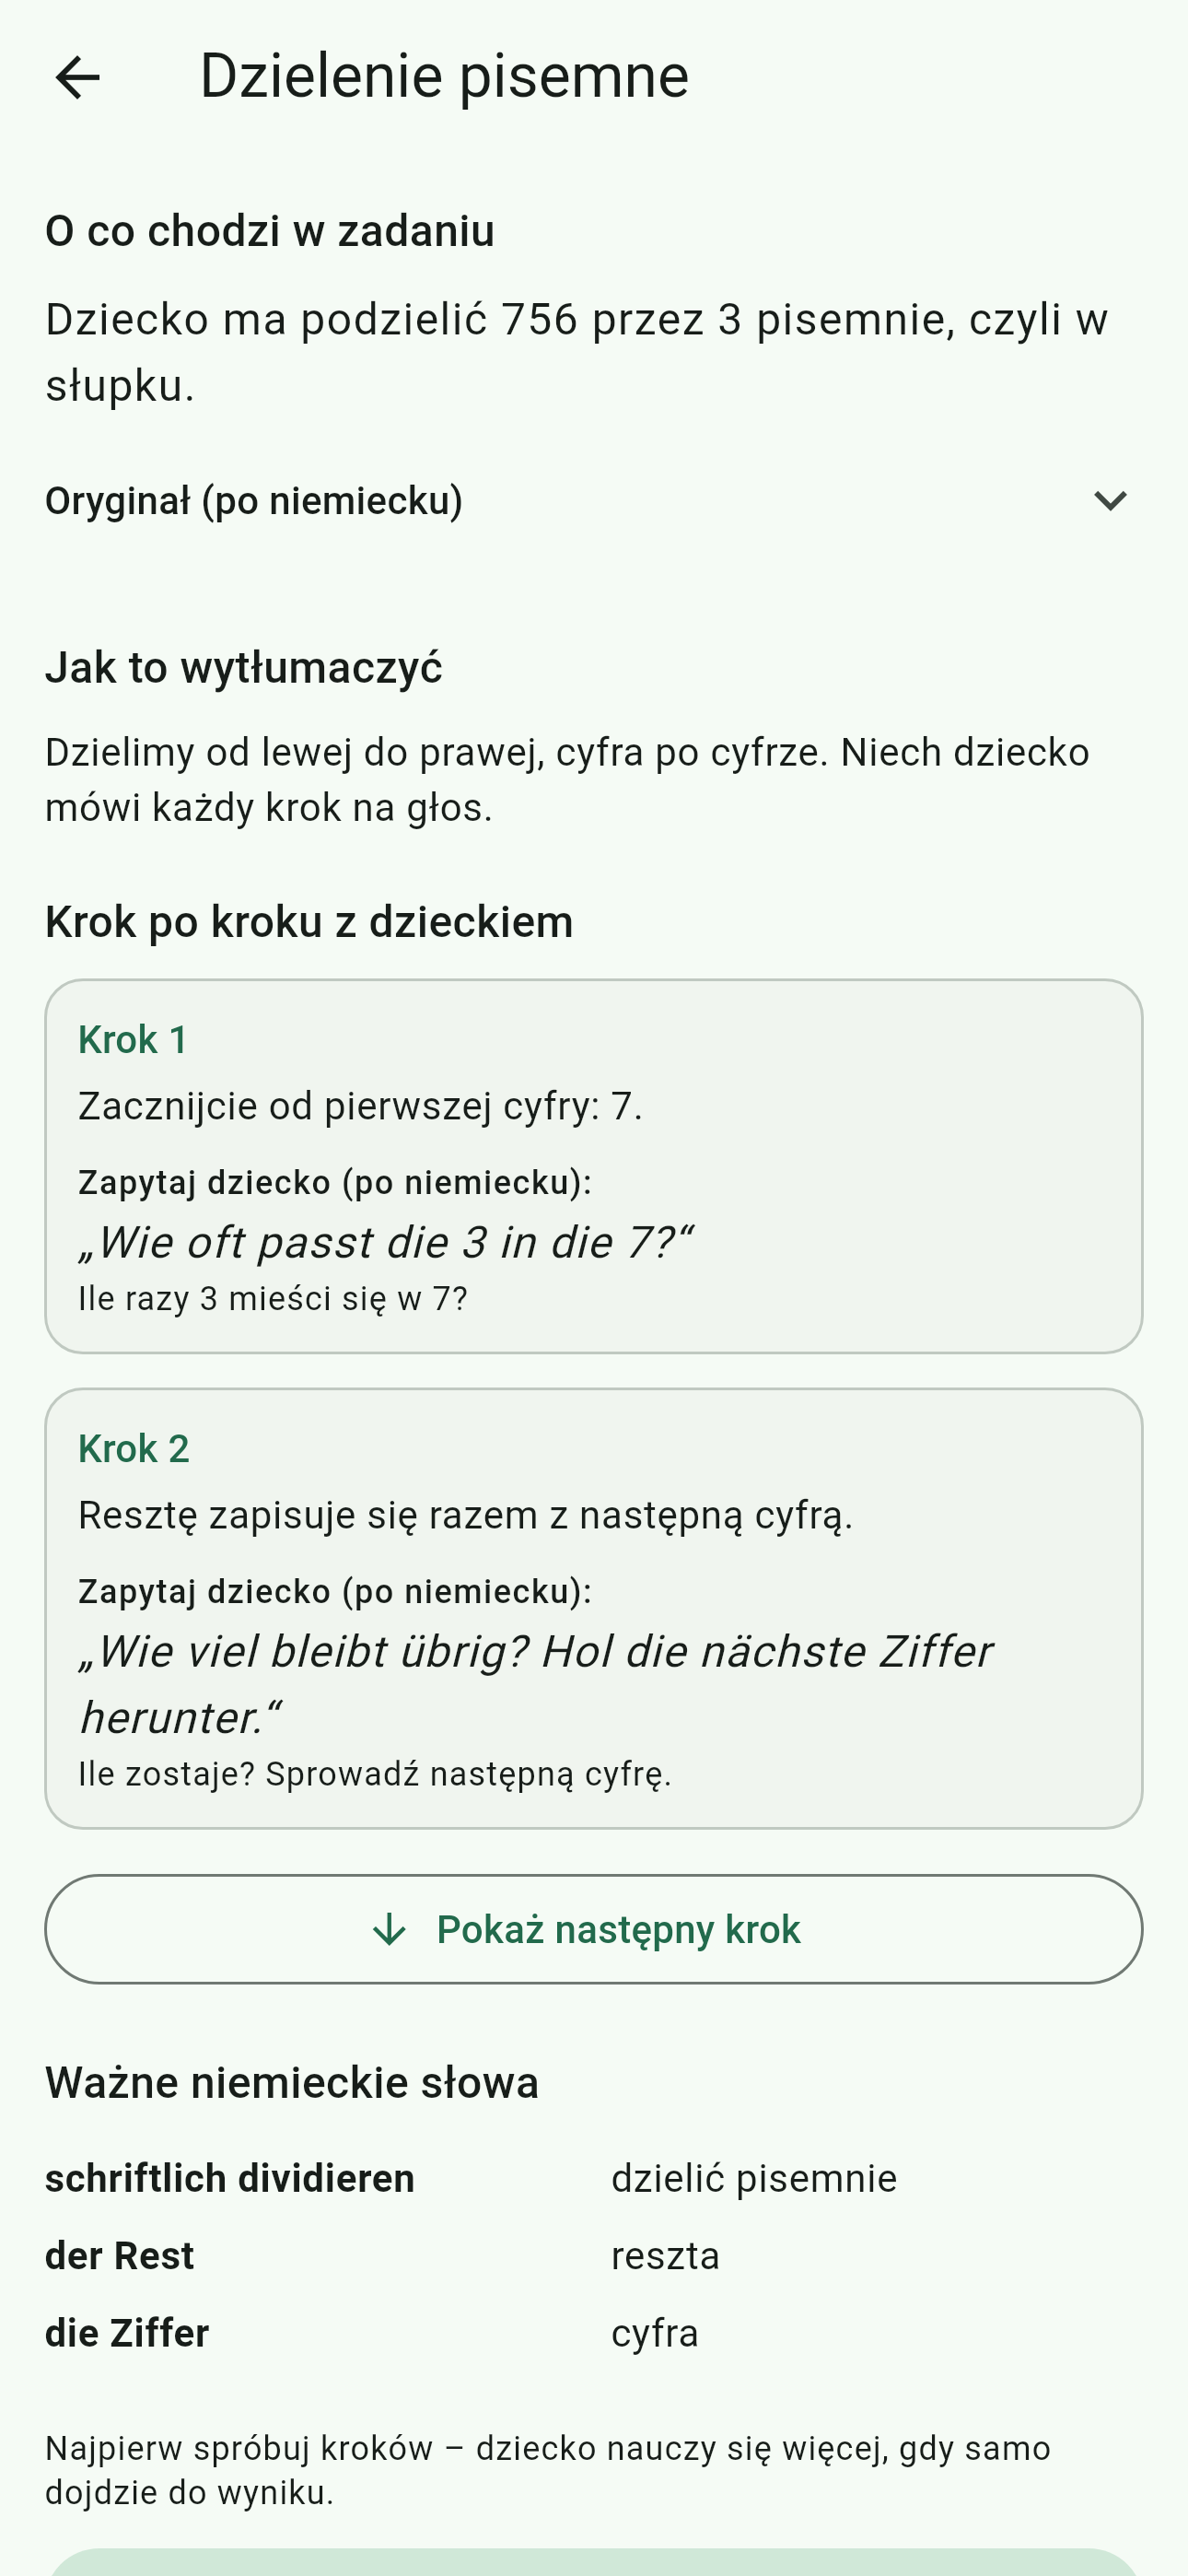 Dzielenie pisemne
O co chodzi w zadaniu
Dziecko ma podzielić 756 przez 3 pisemnie, czyli w
słupku.
Oryginał (po niemiecku)
Jak to wytłumaczyć
Dzielimy od lewej do prawej, cyfra po cyfrze. Niech dziecko
mówi każdy krok na głos.
Krok po kroku z dzieckiem
Krok 1
Zacznijcie od pierwszej cyfry: 7.
Zapytaj dziecko (po niemiecku):
„Wie oft passt die 3 in die 7?“
Ile razy 3 mieści się w 7?
Krok 2
Resztę zapisuje się razem z następną cyfrą.
Zapytaj dziecko (po niemiecku):
„Wie viel bleibt übrig? Hol die nächste Ziffer
herunter.“
Ile zostaje? Sprowadź następną cyfrę.
Pokaż następny krok
Ważne niemieckie słowa
schriftlich dividieren dzielić pisemnie
der Rest reszta
die Ziffer cyfra
Najpierw spróbuj kroków – dziecko nauczy się więcej, gdy samo
dojdzie do wyniku.